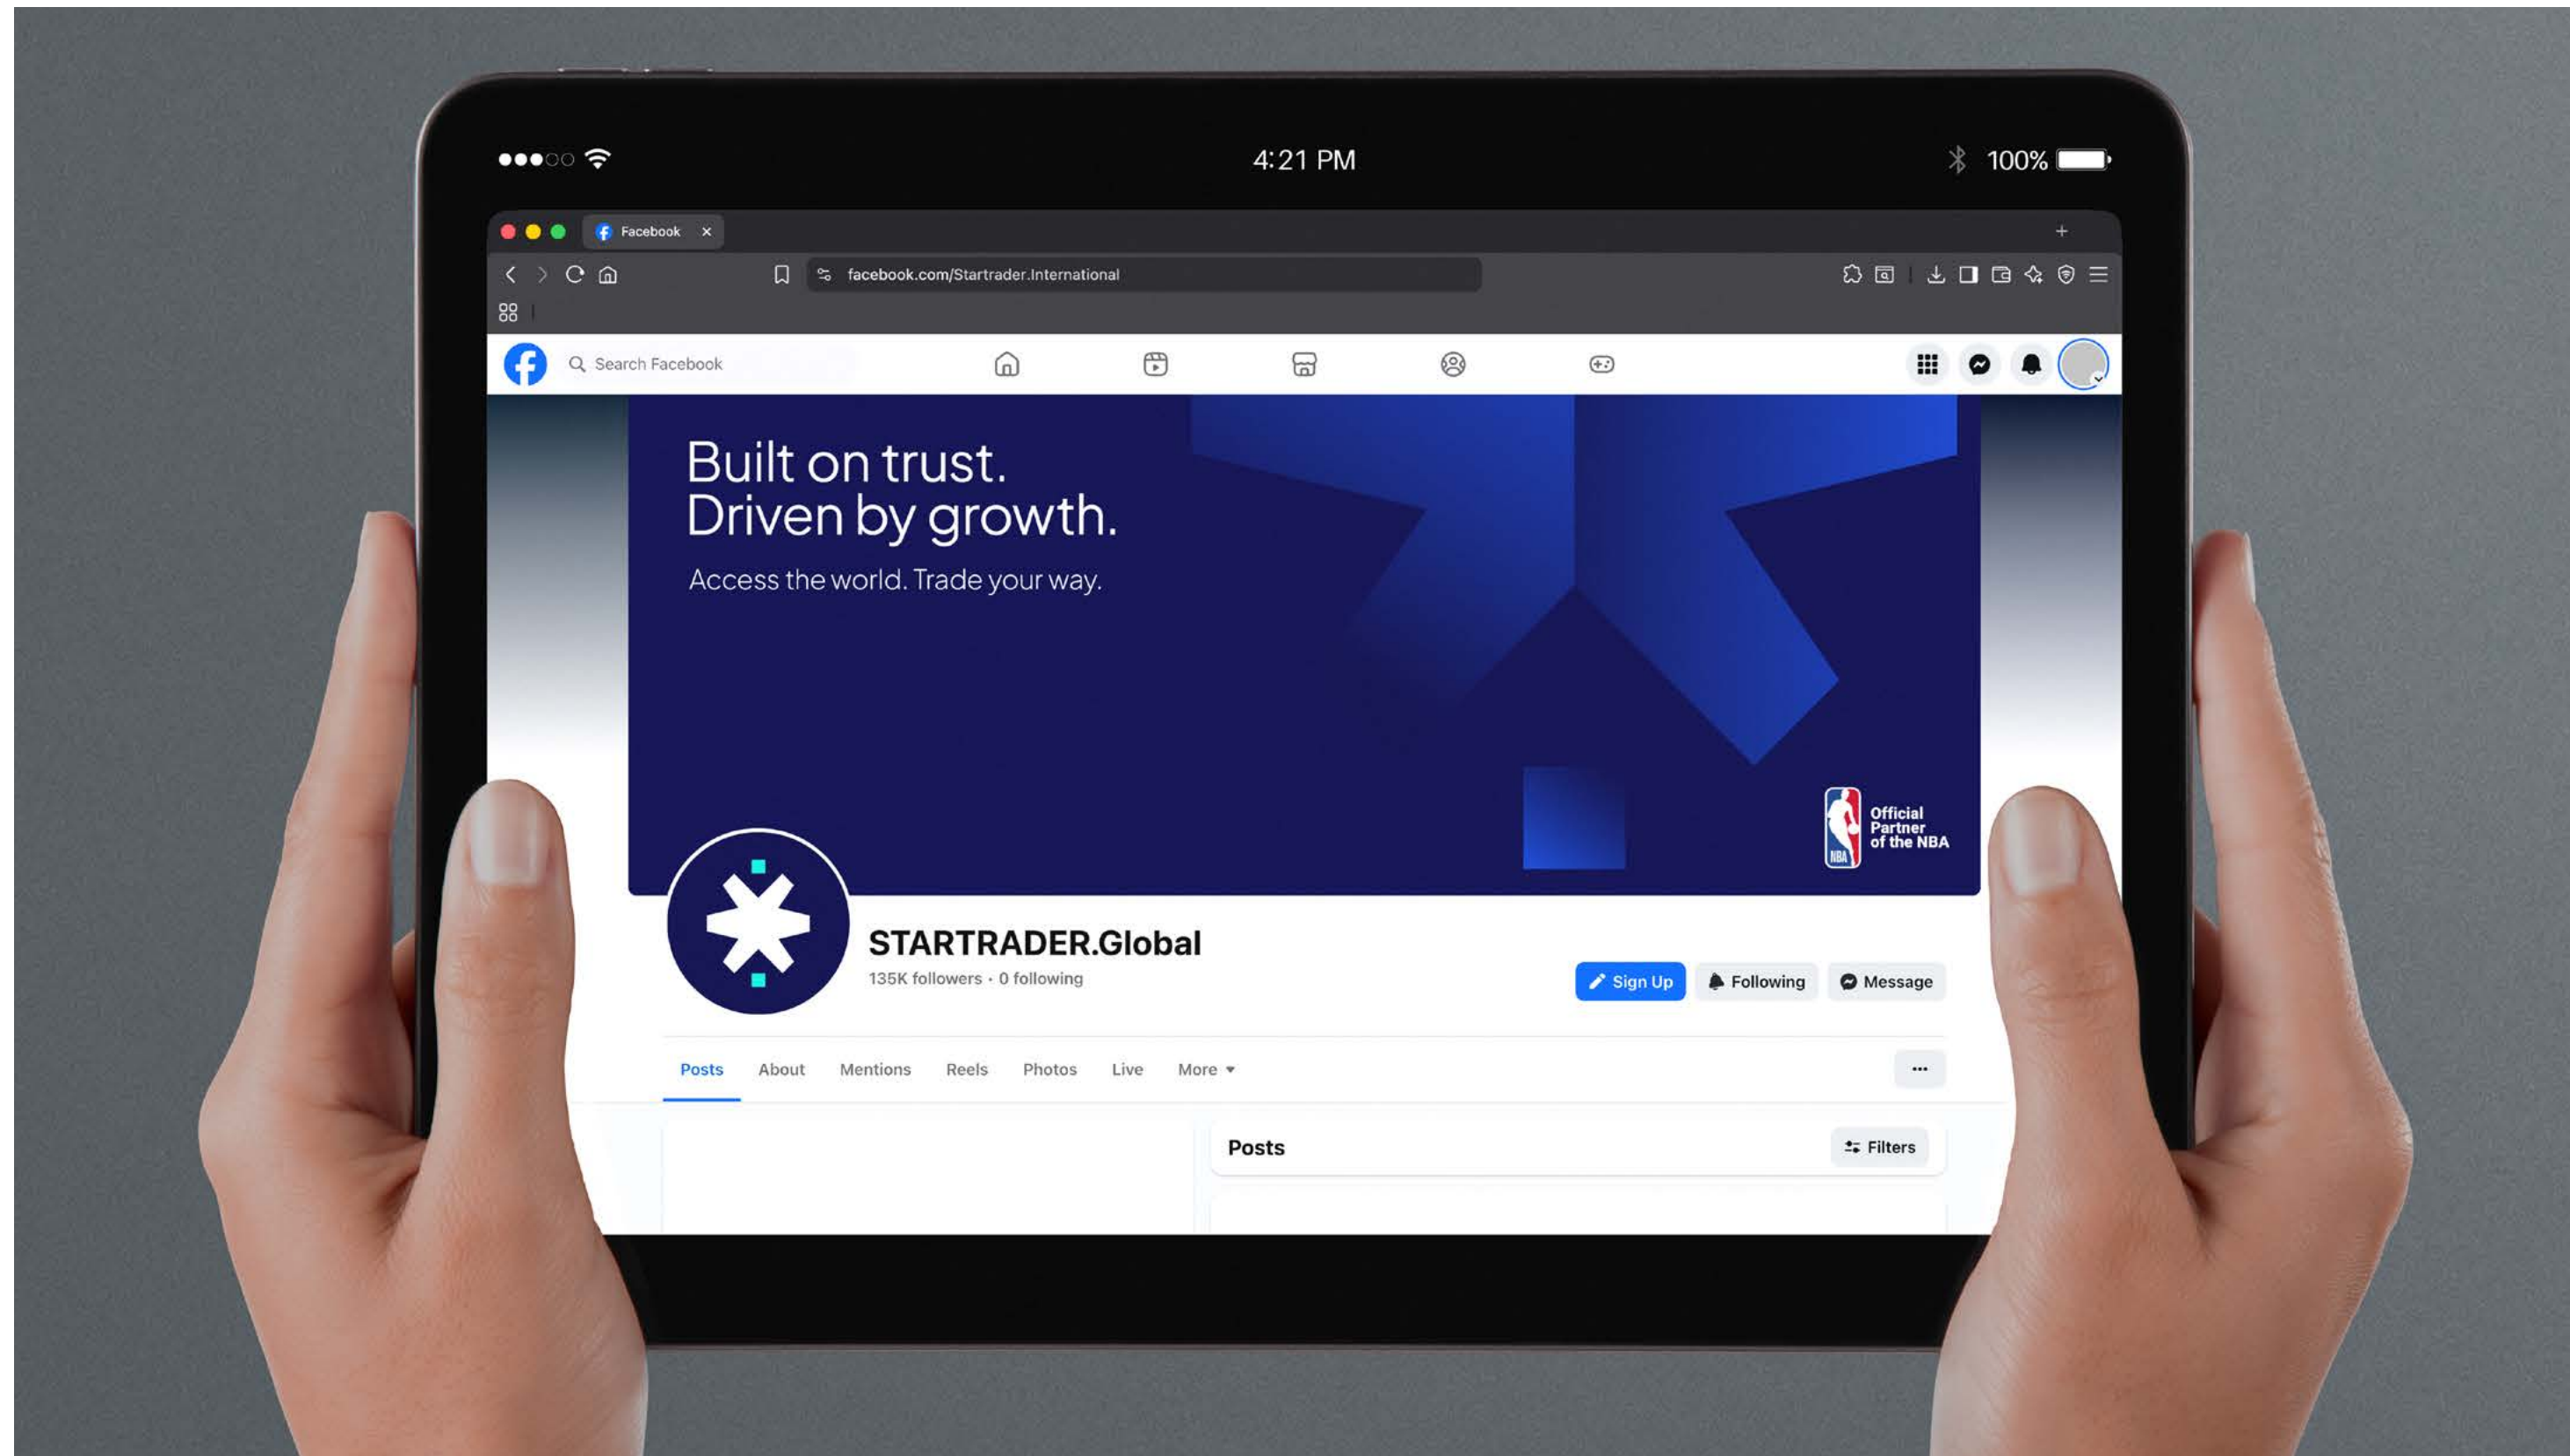 4:21 PM
100%
Facebook
facebook.com/Startrader.International
Search Facebook
Built on trust.
Driven by growth.
Access the world. Trade your way.
NBA
Official
Partner
of the NBA
STARTRADER.Global
135K followers · 0 following
Sign Up
Following
Message
Posts About Mentions Reels Photos Live More
Posts
Filters